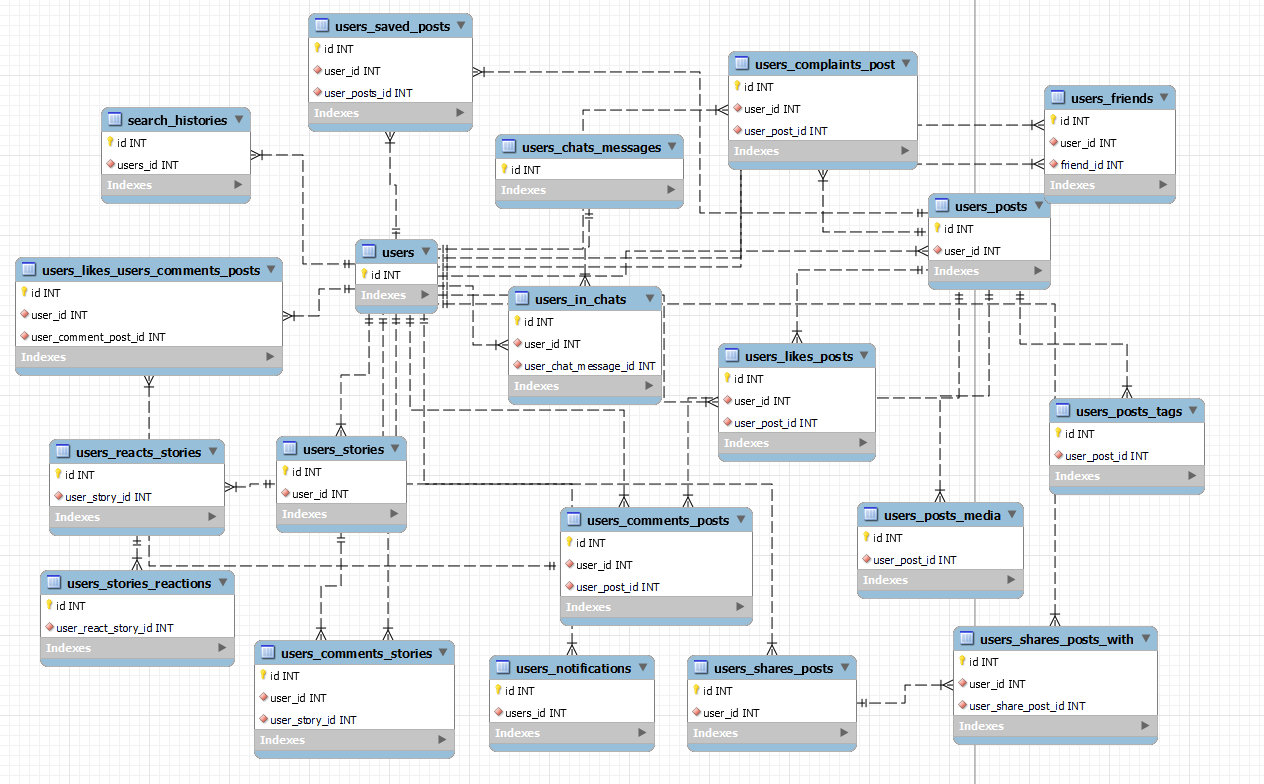 users_saved_posts
id INT
user_id INT
user_posts_id INT
Indexes
users_complaints_post
id INT
user_id INT
user_post_id INT
Indexes
users_friends
id INT
user_id INT
friend_id INT
Indexes
search_histories
id INT
users_id INT
Indexes
users_chats_messages
id INT
Indexes
users_posts
id INT
user_id INT
Indexes
users
id INT
Indexes
users_likes_users_comments_posts
id INT
user_id INT
user_comment_post_id INT
Indexes
users_in_chats
id INT
user_id INT
user_chat_message_id INT
Indexes
users_likes_posts
id INT
user_id INT
user_post_id INT
Indexes
users_posts_tags
id INT
user_post_id INT
Indexes
users_reacts_stories
id INT
user_story_id INT
Indexes
users_stories
id INT
user_id INT
Indexes
users_comments_posts
id INT
user_id INT
user_post_id INT
Indexes
users_posts_media
id INT
user_post_id INT
Indexes
users_stories_reactions
id INT
user_react_story_id INT
Indexes
users_comments_stories
id INT
user_id INT
user_story_id INT
Indexes
users_notifications
id INT
users_id INT
Indexes
users_shares_posts
id INT
user_id INT
Indexes
users_shares_posts_with
id INT
user_id INT
user_share_post_id INT
Indexes